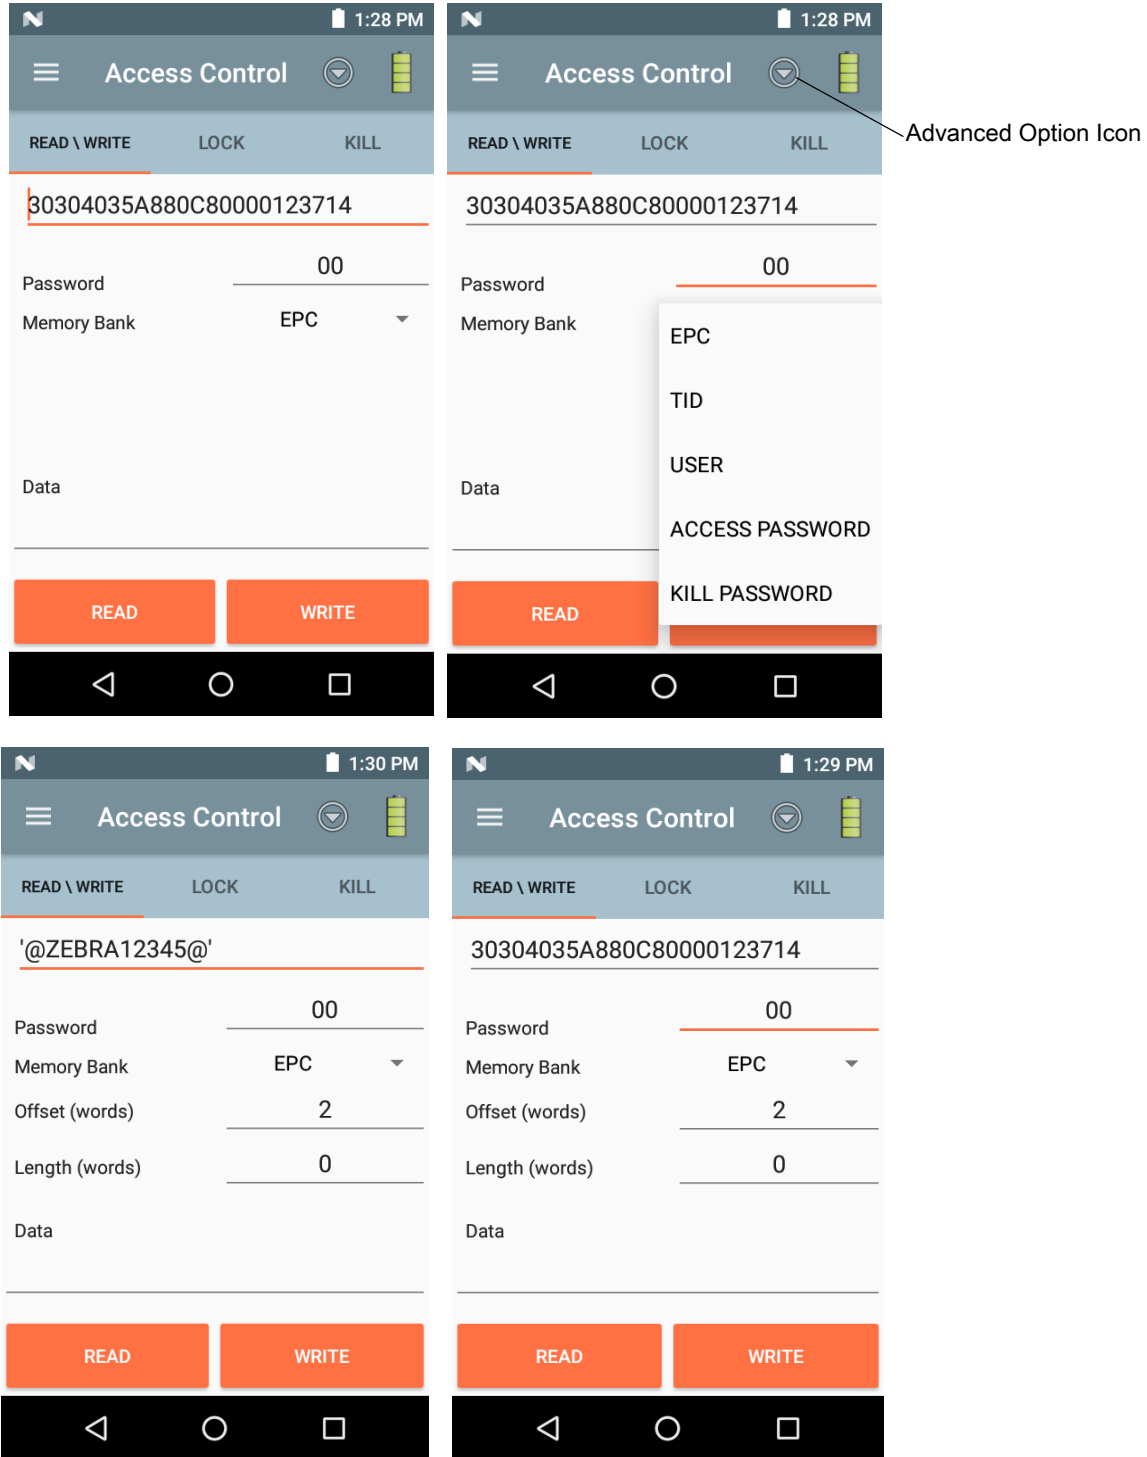 1:28 PM
Access Control
READ \ WRITE LOCK KILL
30304035A880C80000123714
Password 00
Memory Bank EPC
Data
READ WRITE
1:28 PM
Access Control
Advanced Option Icon
READ \ WRITE LOCK KILL
30304035A880C80000123714
Password 00
Memory Bank
EPC
TID
USER
Data
ACCESS PASSWORD
KILL PASSWORD
READ
1:30 PM
Access Control
READ \ WRITE LOCK KILL
'@ZEBRA12345@'
Password 00
Memory Bank EPC
Offset (words) 2
Length (words) 0
Data
READ WRITE
1:29 PM
Access Control
READ \ WRITE LOCK KILL
30304035A880C80000123714
Password 00
Memory Bank EPC
Offset (words) 2
Length (words) 0
Data
READ WRITE